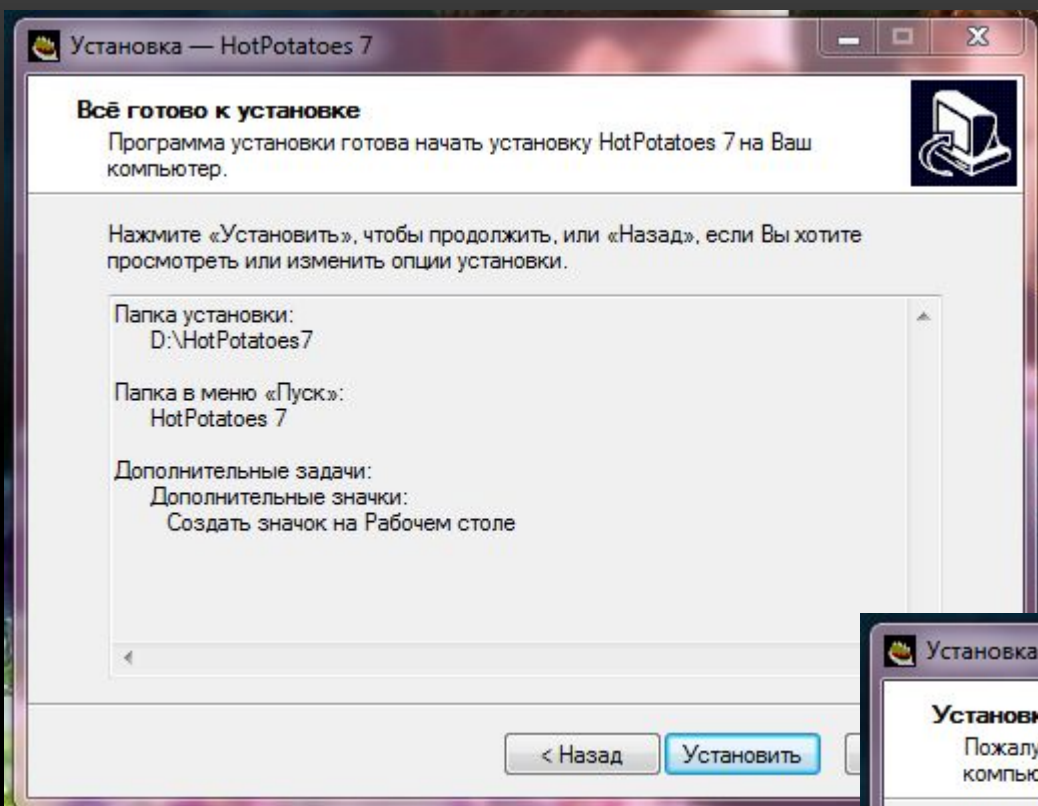 Установка — HotPotatoes 7
Всё готово к установке
Программа установки готова начать установку HotPotatoes 7 на Ваш
компьютер.
Нажмите «Установить», чтобы продолжить, или «Назад», если Вы хотите
просмотреть или изменить опции установки.
Папка установки:
D:\HotPotatoes7
Папка в меню «Пуск»:
HotPotatoes 7
Дополнительные задачи:
Дополнительные значки:
Создать значок на Рабочем столе
< Назад
Установить
Установка